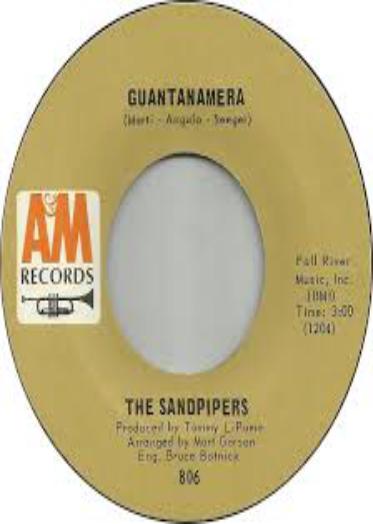 GUANTANAMERA
(Marti - Angulo - Seeger)
A&M
RECORDS
Fall River
Music, Inc.
(BMI)
Time: 3:00
(1204)
THE SANDPIPERS
Produced by Tommy LiPuma
Arranged by Mort Garson
Eng. Bruce Botnick
806